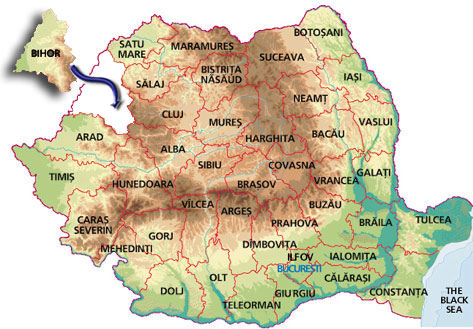 BIHOR
SATU
MARE
MARAMUREȘ
BOTOȘANI
SUCEAVA
BISTRIȚA
NĂSĂUD
SĂLAJ
IAȘI
NEAMȚ
CLUJ
MUREȘ
VASLUI
ARAD
BACĂU
HARGHITA
ALBA
SIBIU
COVASNA
TIMIȘ
HUNEDOARA
BRASOV
VRANCEA
GALAȚI
VÎLCEA
ARGEȘ
BUZĂU
CARAȘ
SEVERIN
PRAHOVA
BRĂILA
TULCEA
GORJ
MEHEDINȚI
DÎMBOVIȚA
ILFOV
IALOMIȚA
BUCUREȘTI
OLT
CĂLĂRAȘI
DOLJ
GIURGIU
CONSTANȚA
TELEORMAN
THE
BLACK
SEA